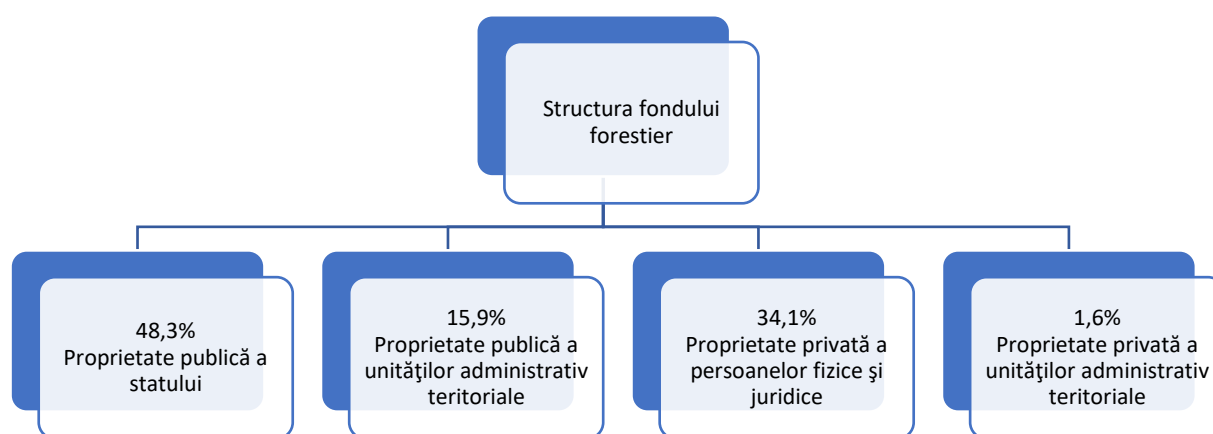 Structura fondului
forestier
48,3%
Proprietate publică a
statului
15,9%
Proprietate publică a
unităţilor administrativ
teritoriale
34,1%
Proprietate privată a
persoanelor fizice şi
juridice
1,6%
Proprietate privată a
unităţilor administrativ
teritoriale